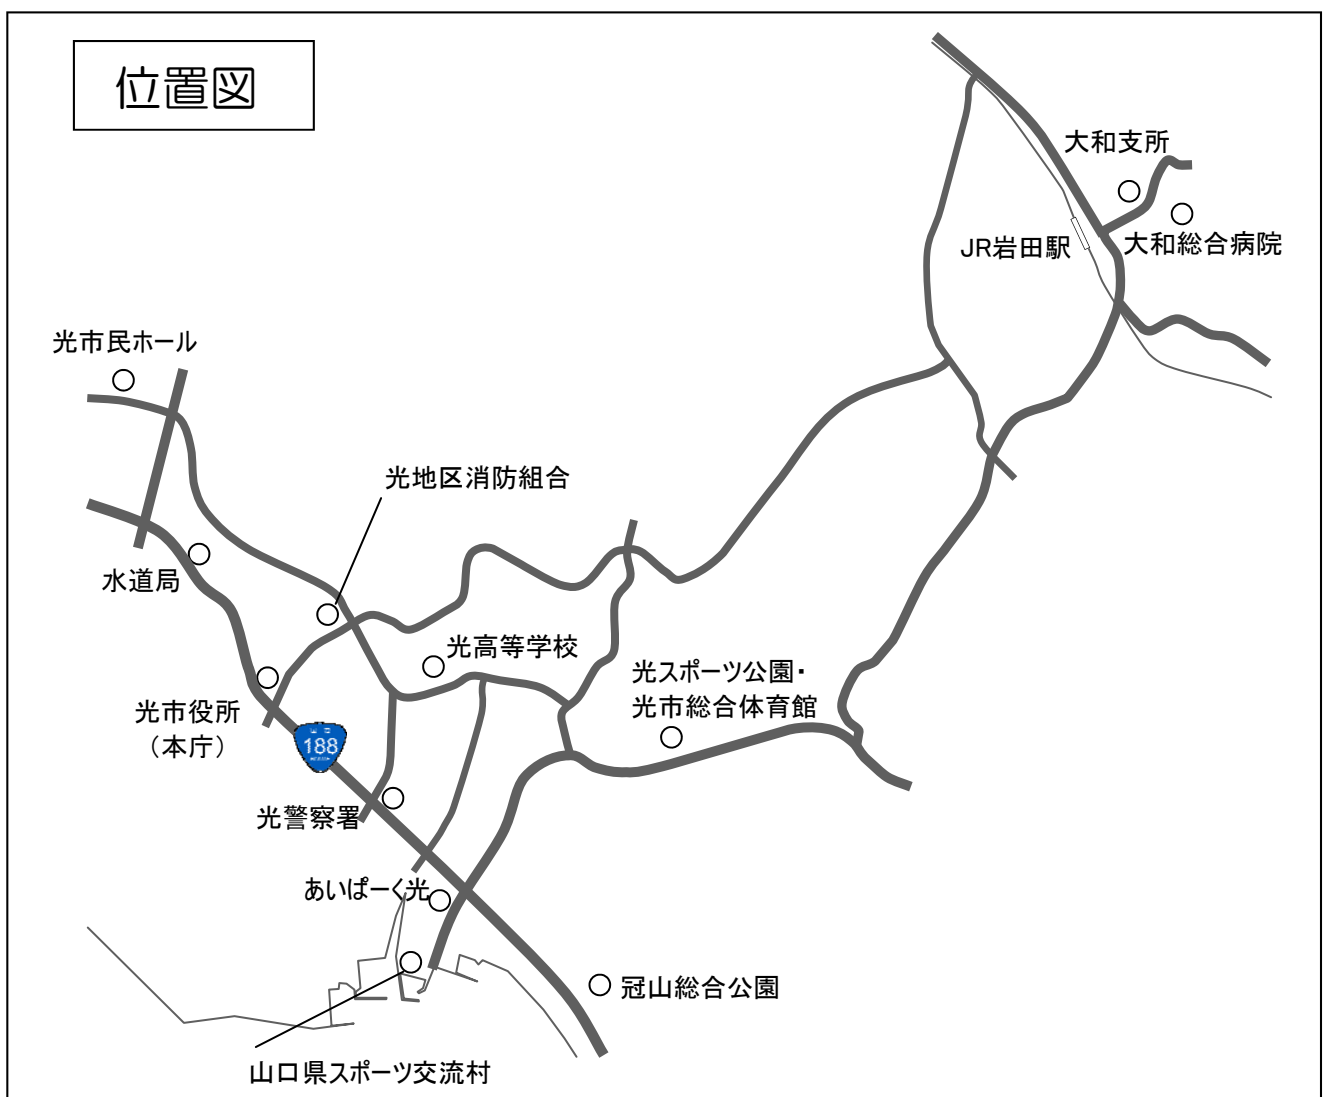 位置図
大和支所
JR岩田駅
大和総合病院
光市民ホール
光地区消防組合
水道局
光高等学校
光スポーツ公園・
光市総合体育館
光市役所
（本庁）
188
光警察署
あいぱーく光
冠山総合公園
山口県スポーツ交流村